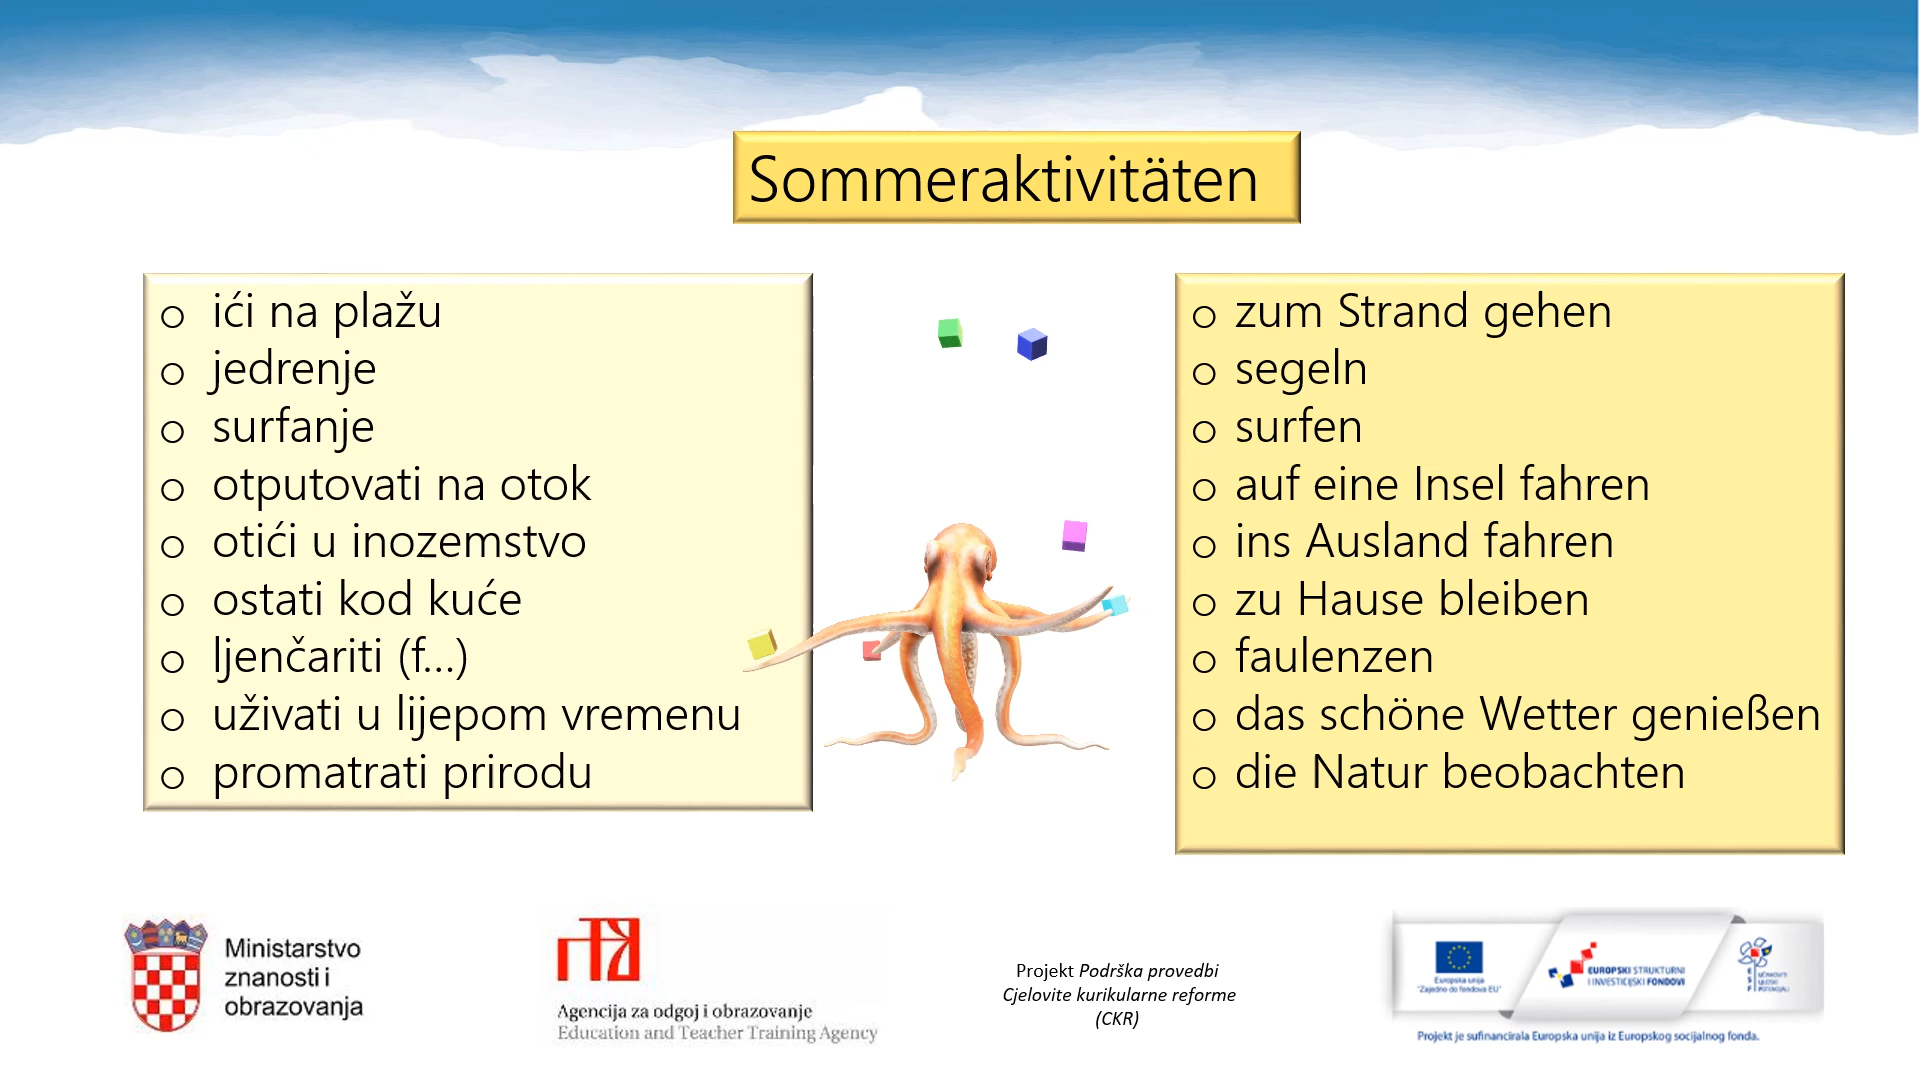 Sommeraktivitäten
o ići na plažu
o jedrenje
o surfanje
o otputovati na otok
o otići u inozemstvo
o ostati kod kuće
o ljenčariti (f...)
o uživati u lijepom vremenu
o promatrati prirodu
o zum Strand gehen
o segeln
o surfen
o auf eine Insel fahren
o ins Ausland fahren
o zu Hause bleiben
o faulenzen
o das schöne Wetter genießen
o die Natur beobachten
Ministarstvo
znanosti i
obrazovanja
Agencija za odgoj i obrazovanje
Education and Teacher Training Agency
Projekt Podrška provedbi
Cjelovite kurikularne reforme
(CKR)
Europska unija
"Zajedno do fondova EU"
EUROPSKI STRUKTURNI
I INVESTICIJSKI FONDOVI
Projekt je sufinancirala Europska unija iz Europskog socijalnog fonda.